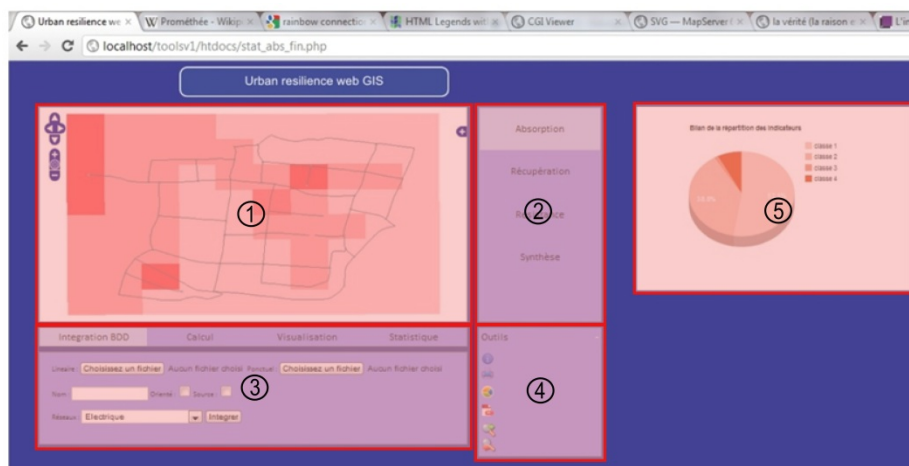 Urban resilience we
Prométhée - Wikip
rainbow connectio
HTML Legends wit
CGI Viewer
SVG — MapServer
la vérité (la raison e
L'i
localhost/toolsv1/htdocs/stat_abs_fin.php
Urban resilience web GIS
Absorption
Récupération
Synthèse
Bilan de la répartition des indicateurs
classe 1
classe 2
classe 3
classe 4
①
②
⑤
Integration BDD Calcul Visualisation Statistique
Outils
Lineaire: Choisissez un fichier Aucun fichier choisi Ponctuel: Choisissez un fichier Aucun fichier choisi
Nom: Orienté: Source:
③
④
Réseaux: Electrique Integrer